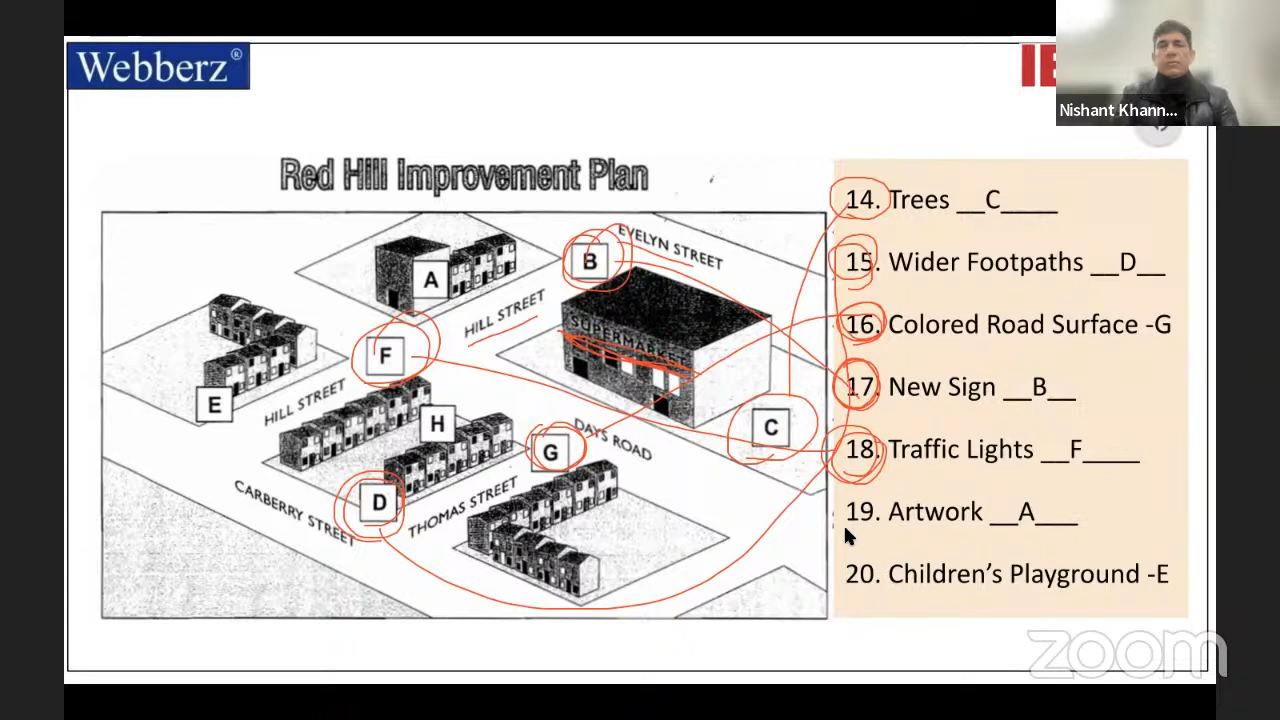 Webberz®
IE
Nishant Khann...
Red Hill Improvement Plan
EVELYN STREET
B
A
HILL STREET
SUPERMARKET
F
E
HILL STREET
H
C
DAYS ROAD
G
D
CARBERRY STREET
THOMAS STREET
14. Trees __C____
15. Wider Footpaths __D__
16. Colored Road Surface -G
17. New Sign __B__
18. Traffic Lights __F____
19. Artwork __A___
20. Children’s Playground -E
zoom